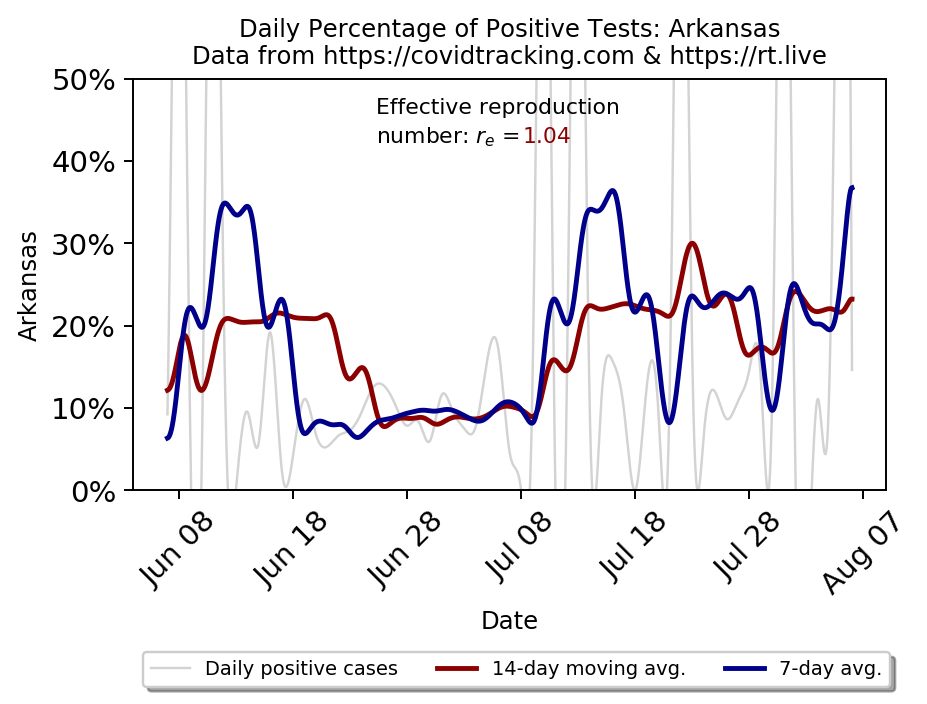 Daily Percentage of Positive Tests: Arkansas
Data from https://covidtracking.com & https://rt.live
50%
Effective reproduction
number: rₑ =1.04
40%
30%
20%
10%
0%
Arkansas
Jun 08
Jun 18
Jun 28
Jul 08
Jul 18
Jul 28
Aug 07
Date
Daily positive cases
14-day moving avg.
7-day avg.